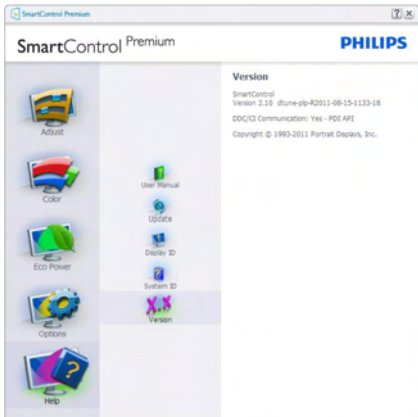 SmartControl Premium
SmartControl Premium
PHILIPS
Adjust
Color
Eco Power
Options
Help
User Manual
Update
Display ID
System ID
X.X
Version
Version
SmartControl
Version 2.10 dtune-plp-R2011-08-15-1133-18
DDC/CI Communication: Yes - PDI API
Copyright © 1993-2011 Portrait Displays, Inc.